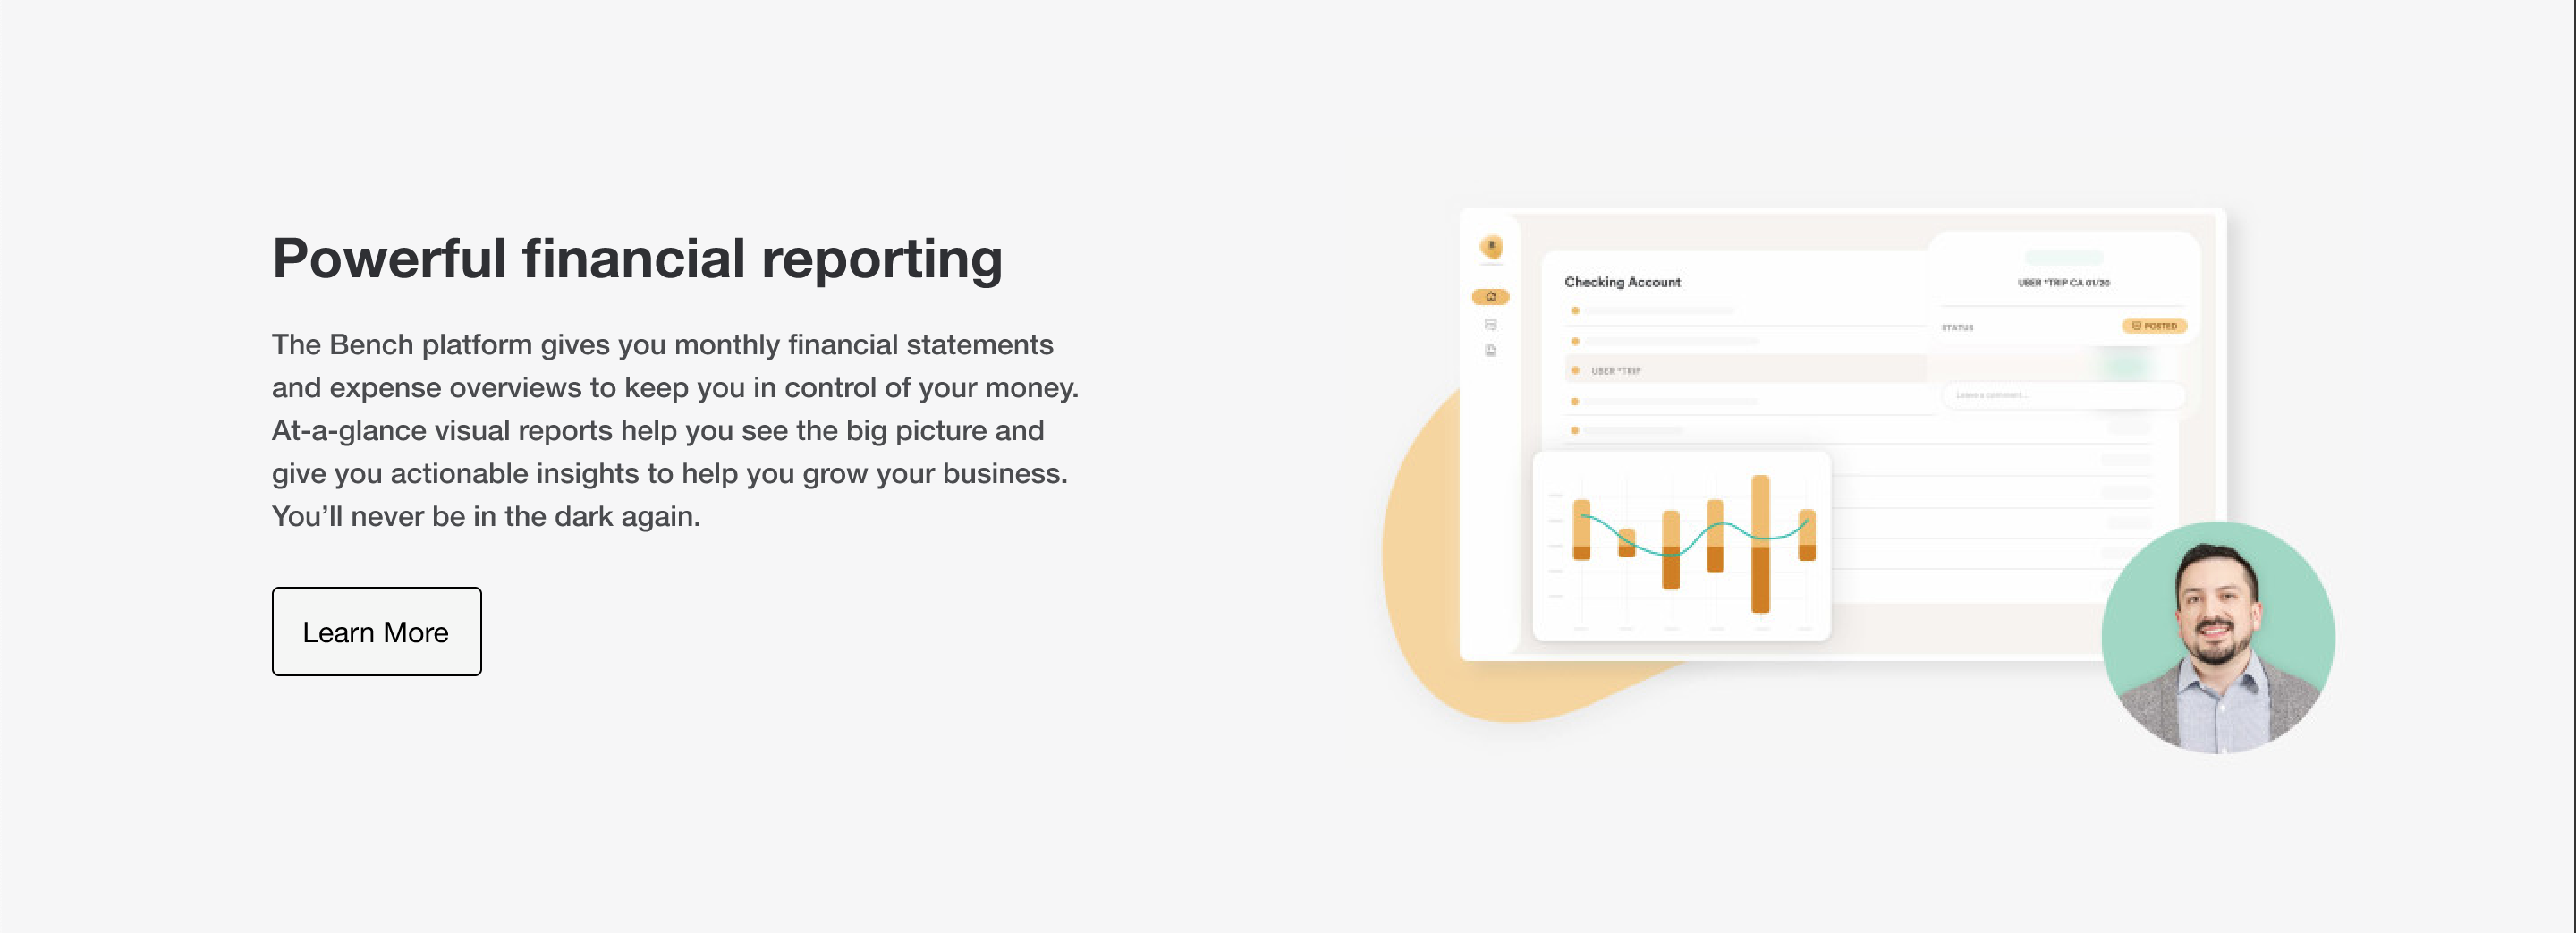 Powerful financial reporting
The Bench platform gives you monthly financial statements
and expense overviews to keep you in control of your money.
At-a-glance visual reports help you see the big picture and
give you actionable insights to help you grow your business.
You’ll never be in the dark again.
Learn More
Checking Account
UBER *TRIP
UBER *TRIP CA 01/20
STATUS
POSTED
Leave a comment...